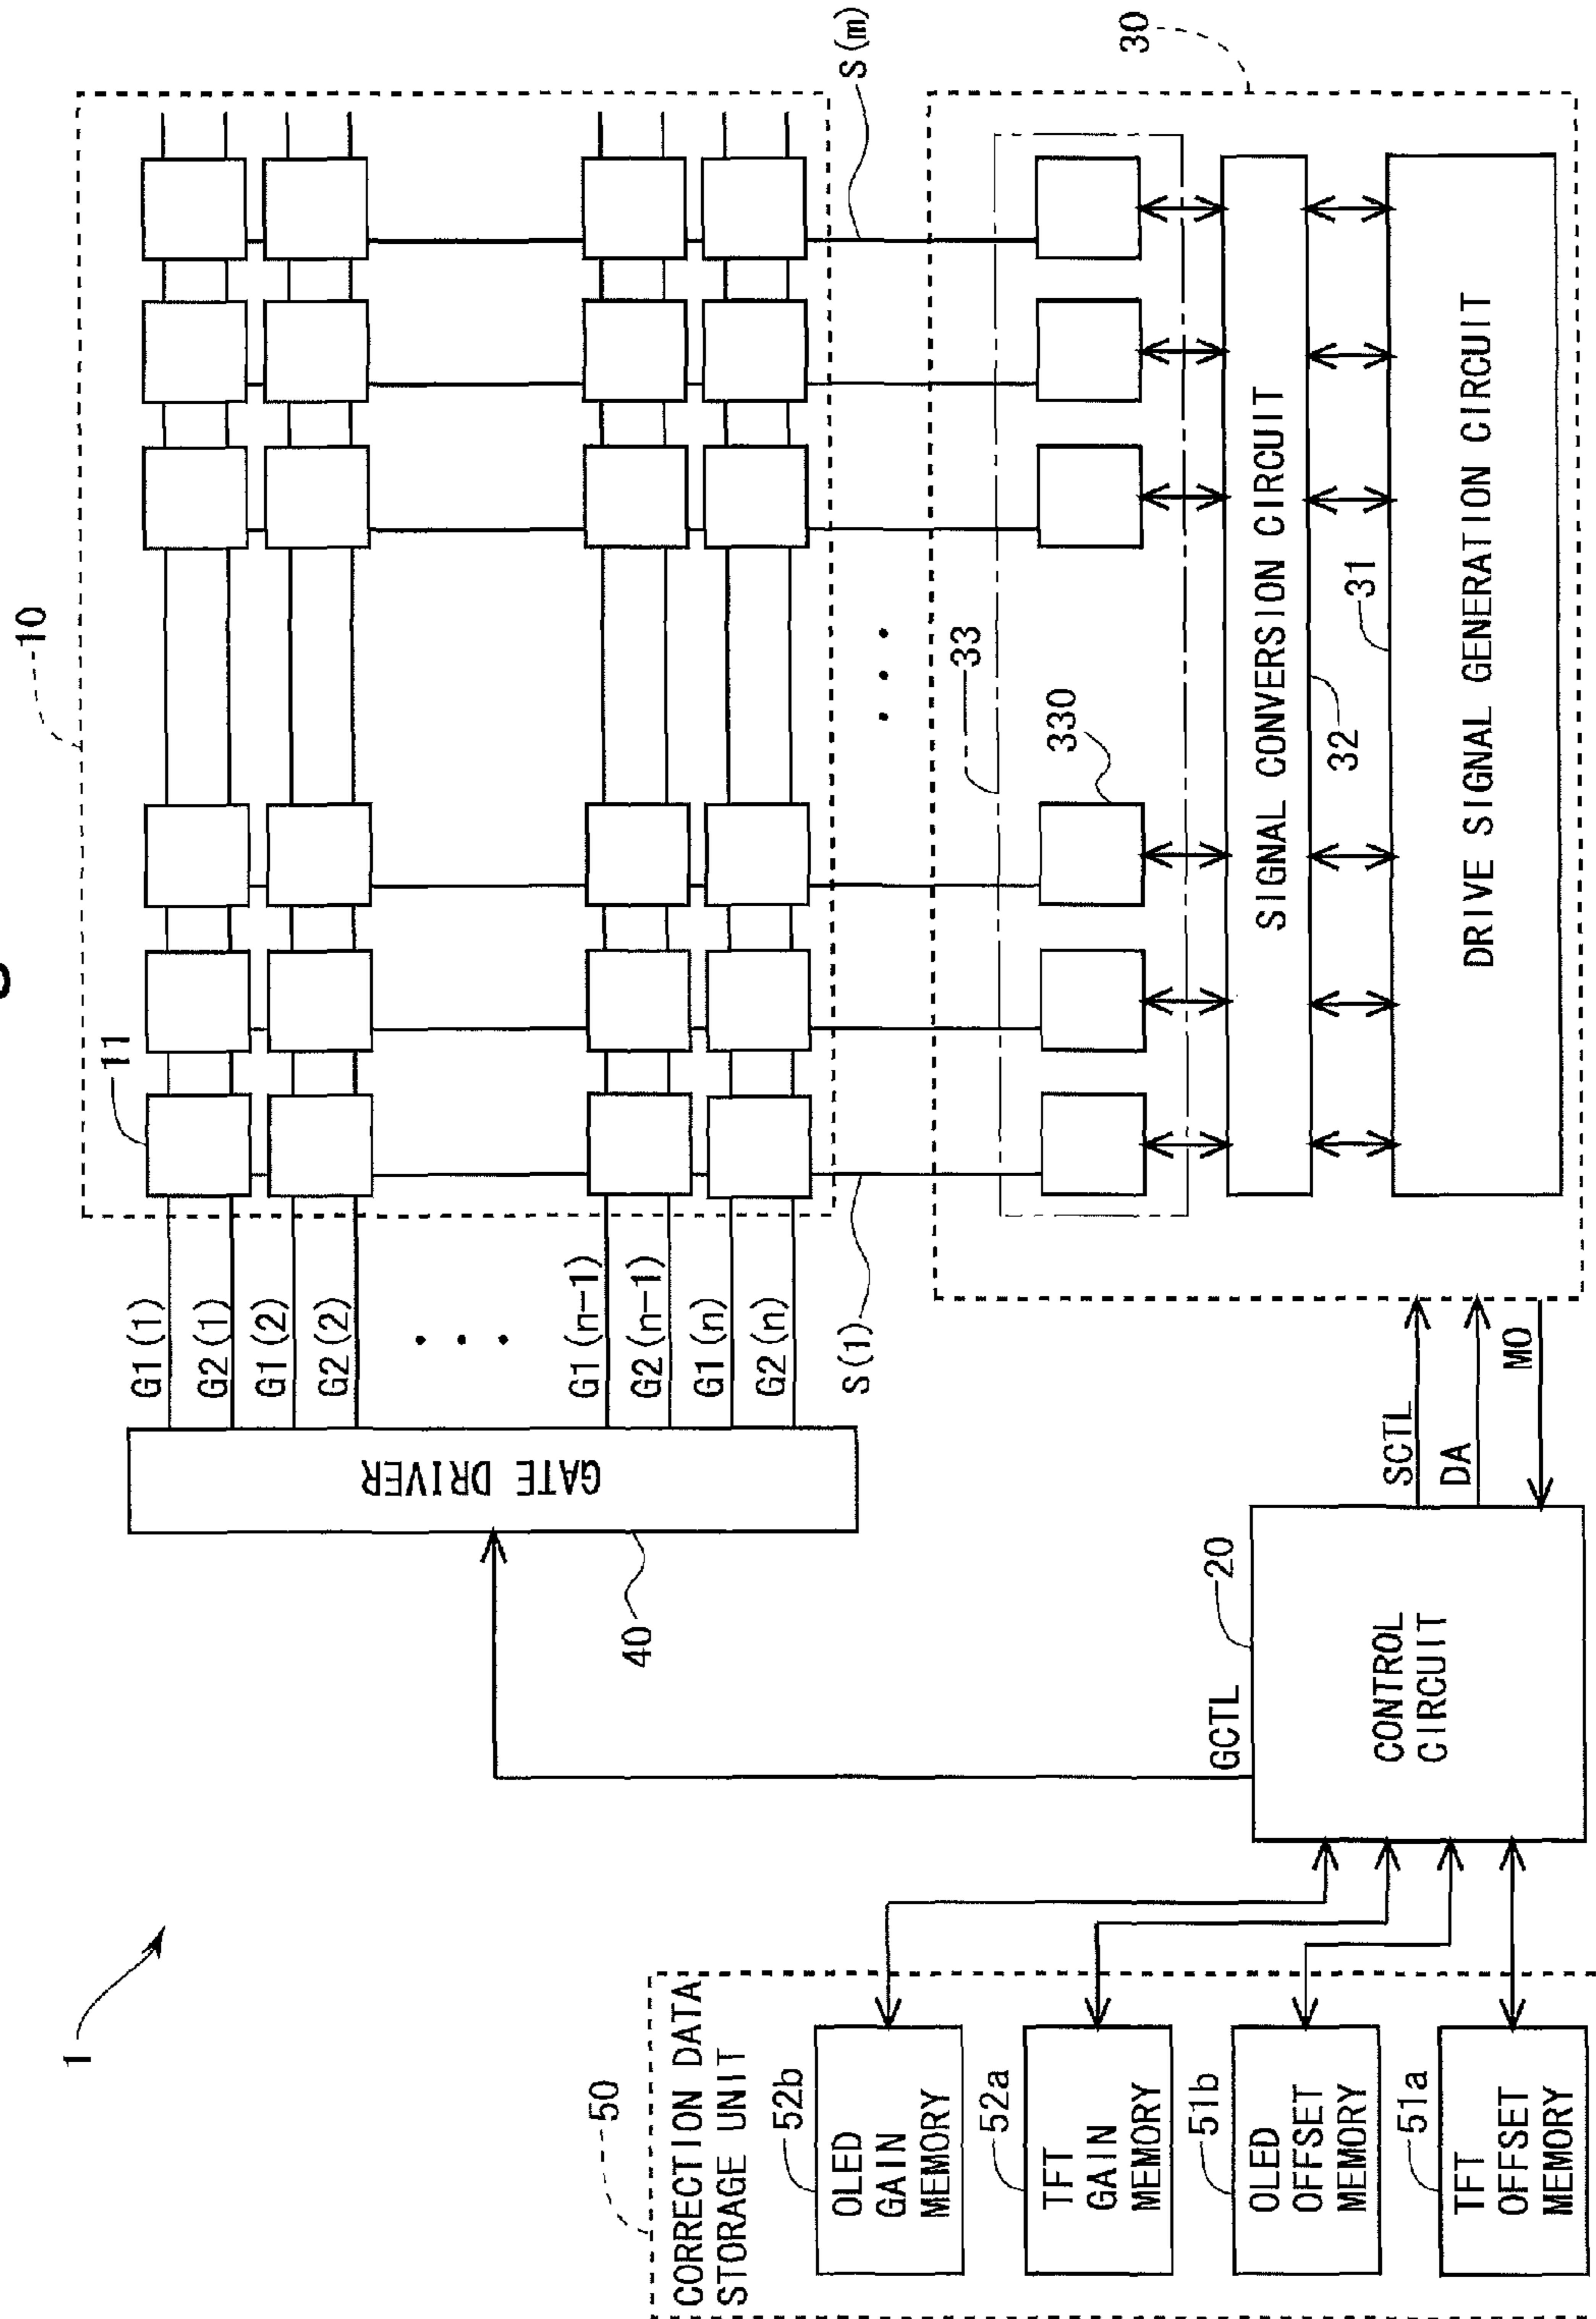 1
10
11
G1(1)
G2(1)
G1(2)
G2(2)
G1(n-1)
G2(n-1)
G1(n)
G2(n)
GATE DRIVER
40
S(1)
S(m)
30
33
330
SIGNAL CONVERSION CIRCUIT
32
31
DRIVE SIGNAL GENERATION CIRCUIT
SCTL
DA
MO
20
GCTL
CONTROL
CIRCUIT
50
CORRECTION DATA
STORAGE UNIT
52b
OLED
GAIN
MEMORY
52a
TFT
GAIN
MEMORY
51b
OLED
OFFSET
MEMORY
51a
TFT
OFFSET
MEMORY